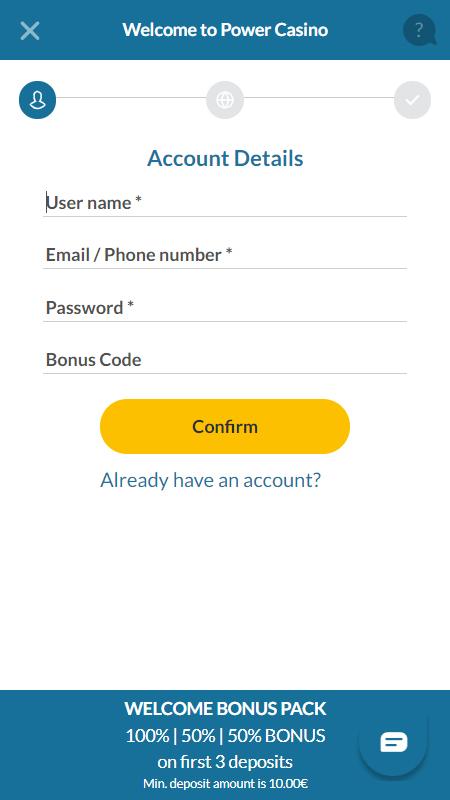 Welcome to Power Casino
?
Account Details
User name *
Email / Phone number *
Password *
Bonus Code
Confirm
Already have an account?
WELCOME BONUS PACK
100% | 50% | 50% BONUS
on first 3 deposits
Min. deposit amount is 10.00€